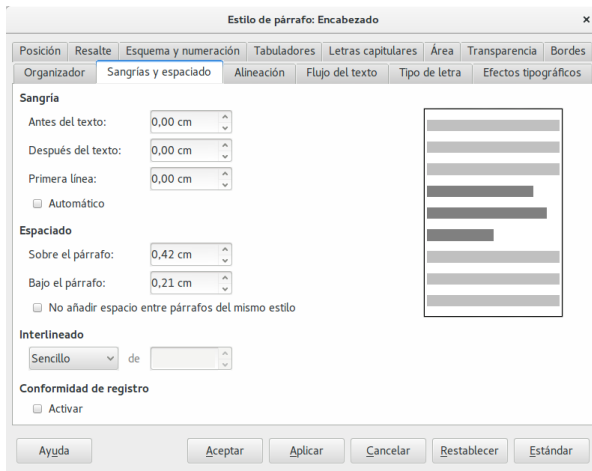 Estilo de párrafo: Encabezado ×
Posición Resalte Esquema y numeración Tabuladores Letras capitulares Área Transparencia Bordes
Organizador Sangrías y espaciado Alineación Flujo del texto Tipo de letra Efectos tipográficos
Sangría
Antes del texto: 0,00 cm
Después del texto: 0,00 cm
Primera línea: 0,00 cm
Automático
Espaciado
Sobre el párrafo: 0,42 cm
Bajo el párrafo: 0,21 cm
No añadir espacio entre párrafos del mismo estilo
Interlineado
Sencillo de
Conformidad de registro
Activar
Ayuda Aceptar Aplicar Cancelar Restablecer Estándar